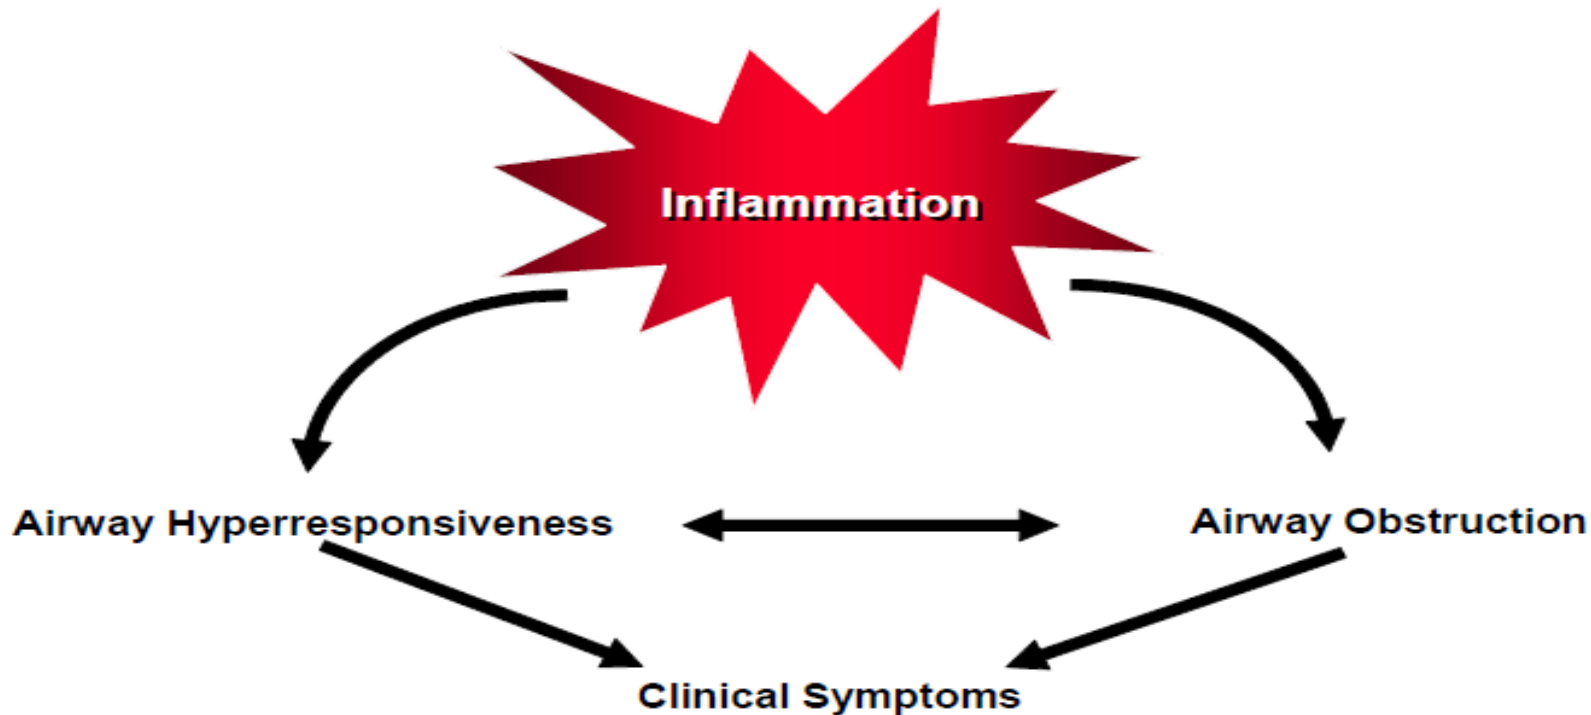 Inflammation
Airway Hyperresponsiveness
Airway Obstruction
Clinical Symptoms